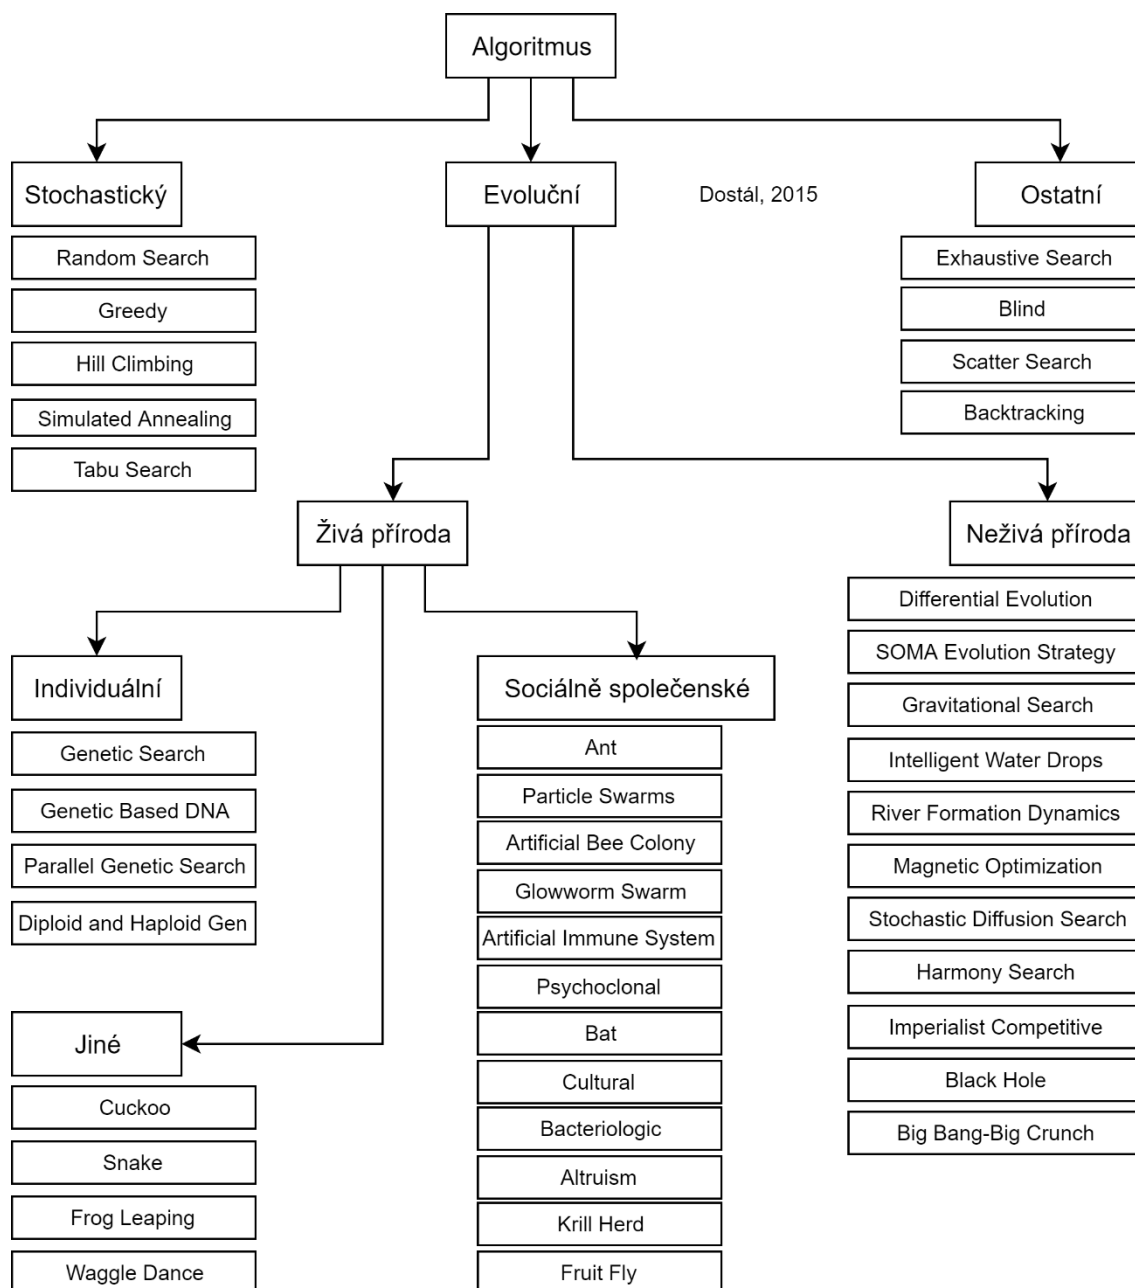 Algoritmus
Stochastický
Evoluční
Dostál, 2015
Ostatní
Random Search
Greedy
Hill Climbing
Simulated Annealing
Tabu Search
Exhaustive Search
Blind
Scatter Search
Backtracking
Živá příroda
Neživá příroda
Individuální
Genetic Search
Genetic Based DNA
Parallel Genetic Search
Diploid and Haploid Gen
Jiné
Cuckoo
Snake
Frog Leaping
Waggle Dance
Sociálně společenské
Ant
Particle Swarms
Artificial Bee Colony
Glowworm Swarm
Artificial Immune System
Psychoclonal
Bat
Cultural
Bacteriologic
Altruism
Krill Herd
Fruit Fly
Differential Evolution
SOMA Evolution Strategy
Gravitational Search
Intelligent Water Drops
River Formation Dynamics
Magnetic Optimization
Stochastic Diffusion Search
Harmony Search
Imperialist Competitive
Black Hole
Big Bang-Big Crunch